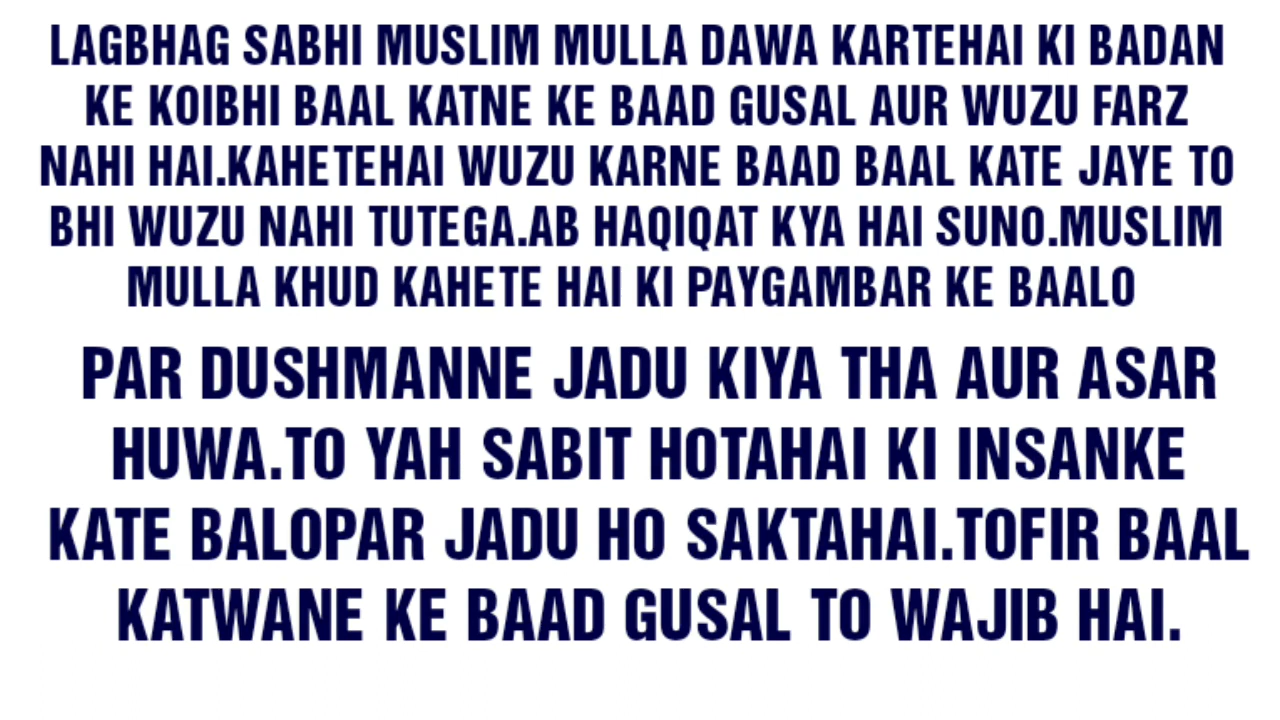 LAGBHAG SABHI MUSLIM MULLA DAWA KARTEHAI KI BADAN
KE KOIBHI BAAL KATNE KE BAAD GUSAL AUR WUZU FARZ
NAHI HAI.KAHETEHAI WUZU KARNE BAAD BAAL KATE JAYE TO
BHI WUZU NAHI TUTEGA.AB HAQIQAT KYA HAI SUNO.MUSLIM
MULLA KHUD KAHETE HAI KI PAYGAMBAR KE BAALO
PAR DUSHMANNE JADU KIYA THA AUR ASAR
HUWA.TO YAH SABIT HOTAHAI KI INSANKE
KATE BALOPAR JADU HO SAKTAHAI.TOFIR BAAL
KATWANE KE BAAD GUSAL TO WAJIB HAI.